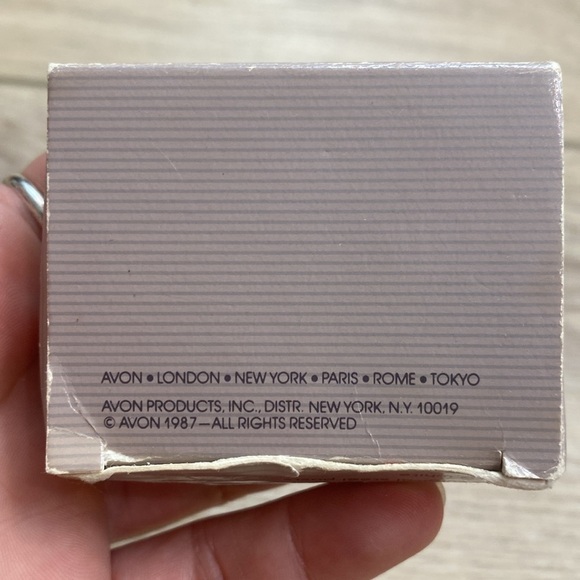 AVON • LONDON • NEW YORK • PARIS • ROME • TOKYO
AVON PRODUCTS, INC., DISTR. NEW YORK, N.Y. 10019
© AVON 1987—ALL RIGHTS RESERVED